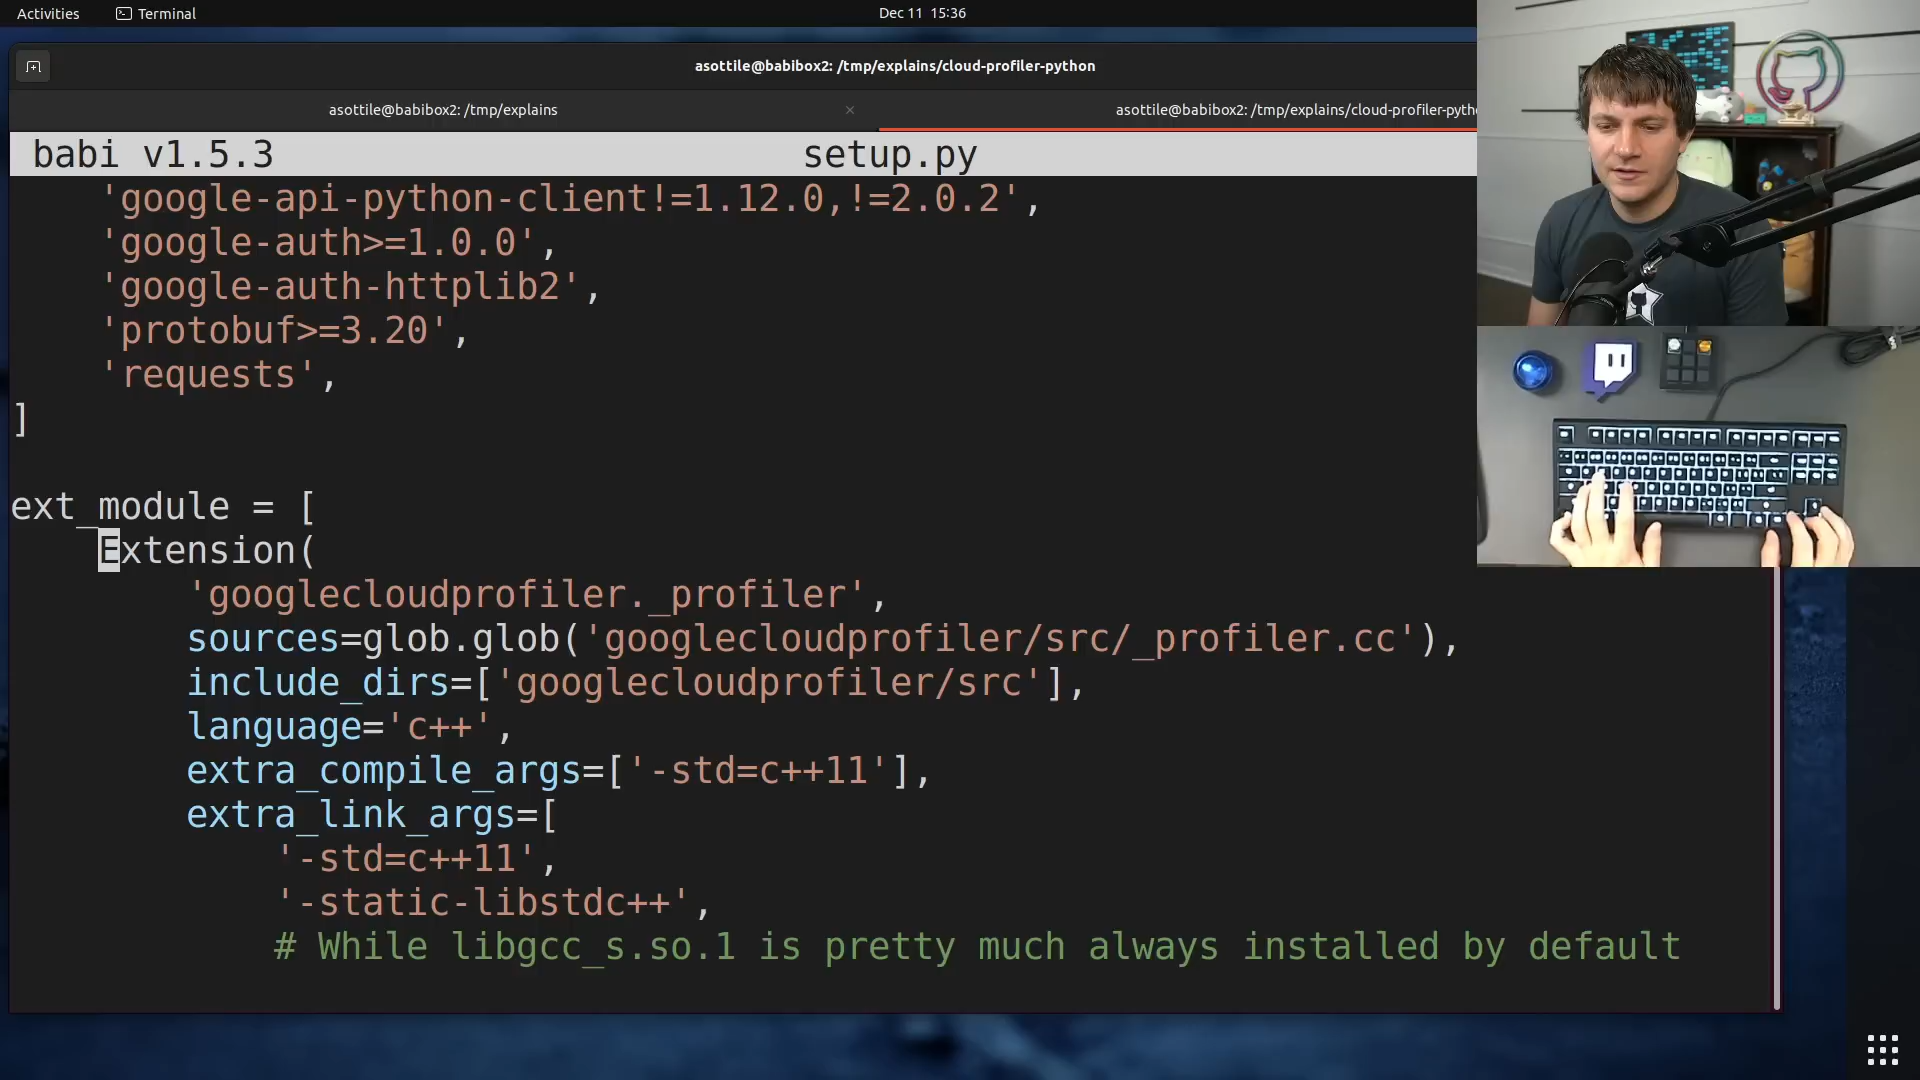 Activities
Terminal
Dec 11 15:36
asottile@babibox2: /tmp/explains/cloud-profiler-python
asottile@babibox2: /tmp/explains
×
asottile@babibox2: /tmp/explains/cloud-profiler-pytho
babi v1.5.3
setup.py
'google-api-python-client!=1.12.0,!=2.0.2',
'google-auth>=1.0.0',
'google-auth-httplib2',
'protobuf>=3.20',
'requests',
]
ext_module = [
Extension(
'googlecloudprofiler._profiler',
sources=glob.glob('googlecloudprofiler/src/_profiler.cc'),
include_dirs=['googlecloudprofiler/src'],
language='c++',
extra_compile_args=['-std=c++11'],
extra_link_args=[
'-std=c++11',
'-static-libstdc++',
# While libgcc_s.so.1 is pretty much always installed by default